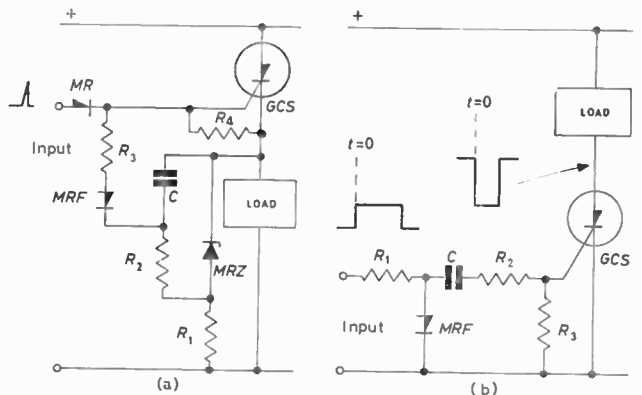 +
MR
GCS
R4
Input
R3
C
LOAD
MRF
R2
MRZ
R1
(a)
+
LOAD
t=0
t=0
GCS
R1
C
R2
Input
MRF
R3
(b)